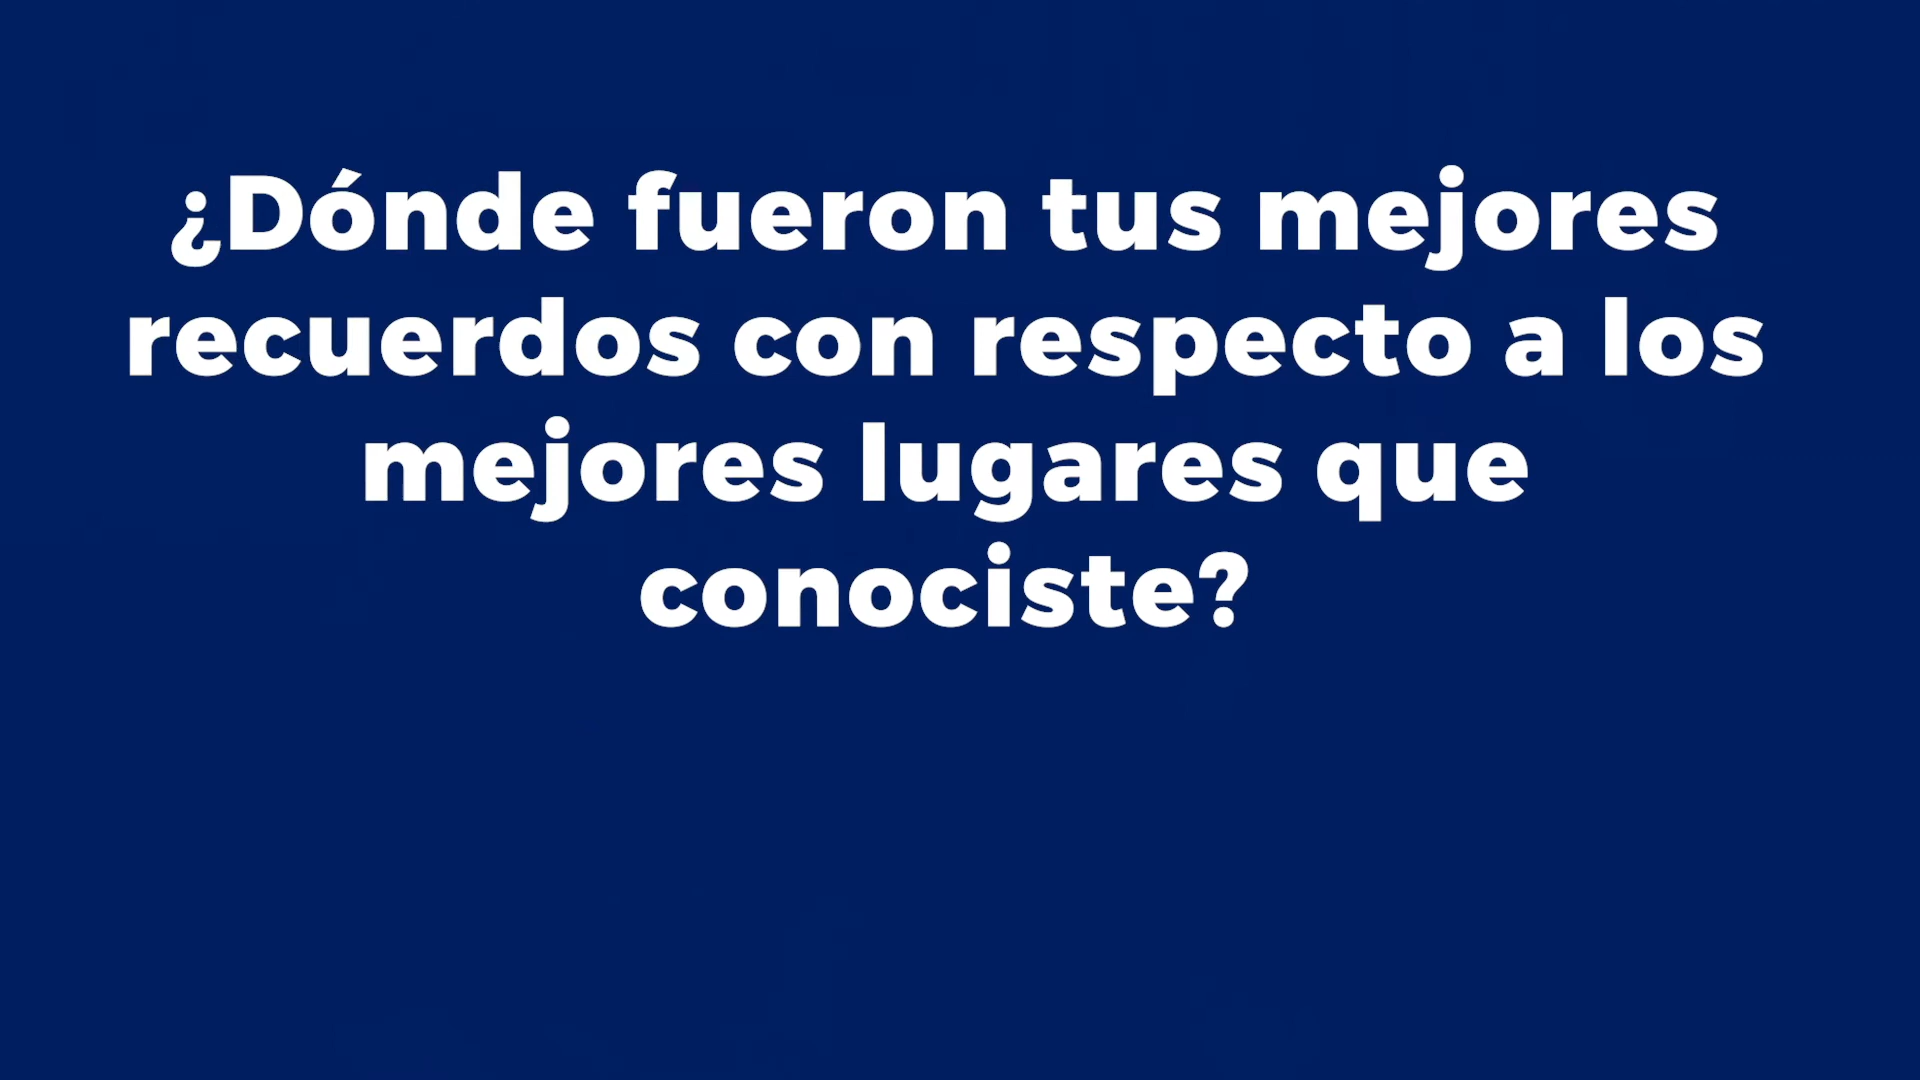 ¿Dónde fueron tus mejores
recuerdos con respecto a los
mejores lugares que
conociste?